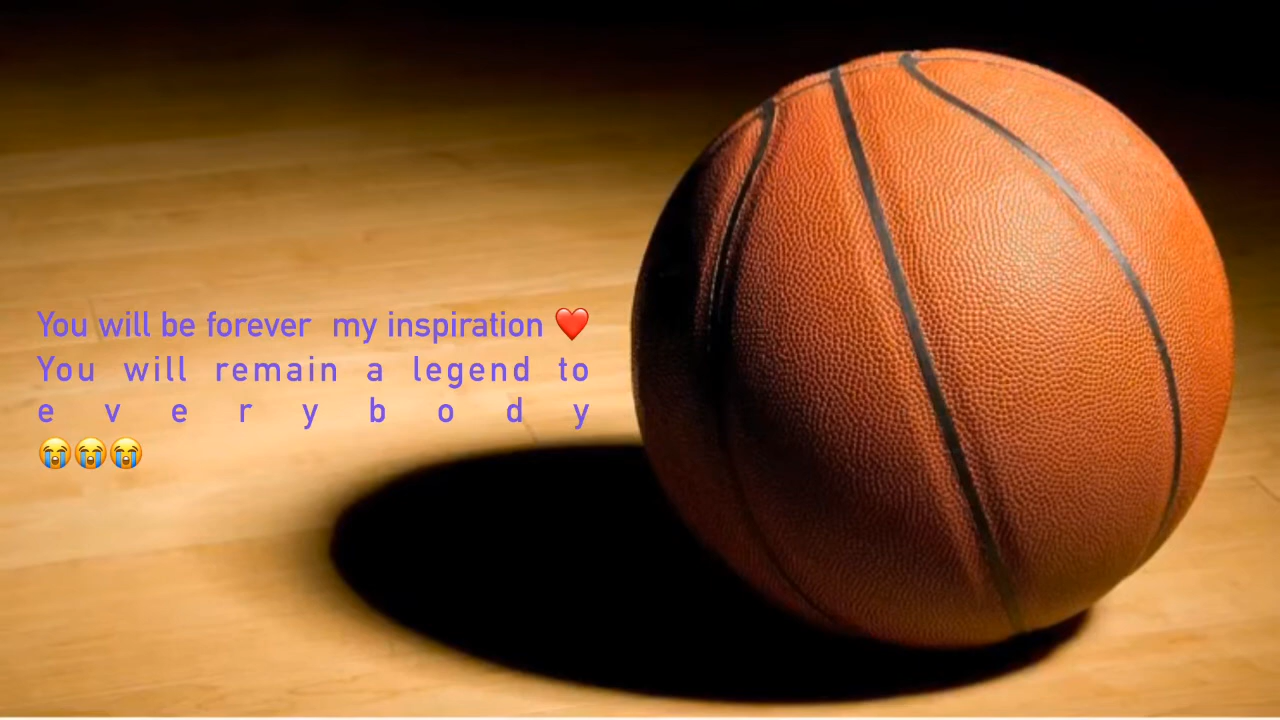 You will be forever  my inspiration ❤️
You will remain a legend to
e v e r y b o d y
😭😭😭